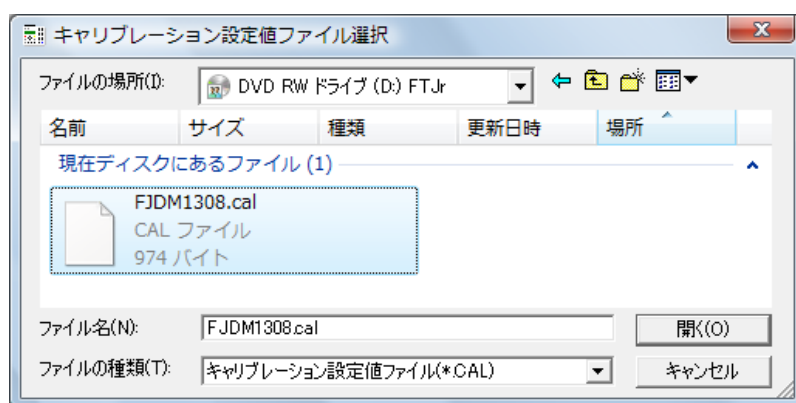 キャリブレーション設定値ファイル選択
ファイルの場所(I): DVD RW ドライブ (D:) FTJr
名前 サイズ 種類 更新日時 場所
現在ディスクにあるファイル (1)
FJDM1308.cal
CAL ファイル
974 バイト
ファイル名(N): FJDM1308.cal 開く(O)
ファイルの種類(T): キャリブレーション設定値ファイル(*.CAL) キャンセル